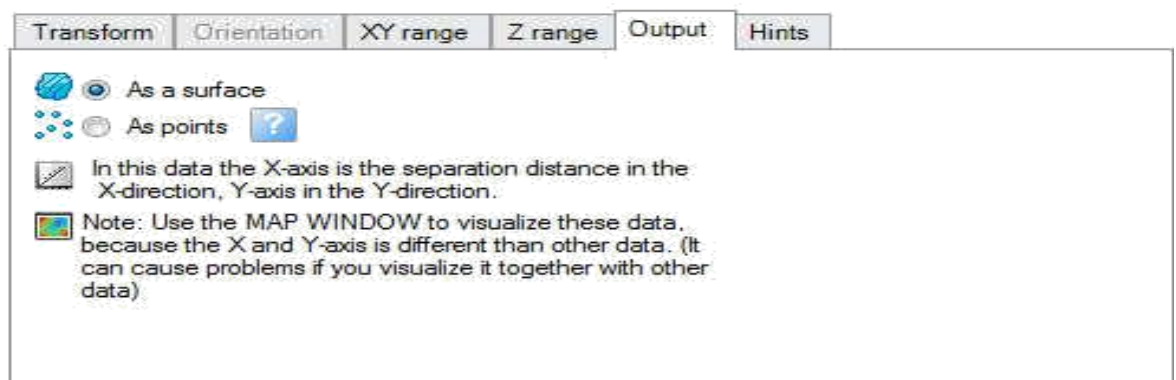 Transform Orientation XY range Z range Output Hints
As a surface
As points ?
In this data the X-axis is the separation distance in the
X-direction, Y-axis in the Y-direction.
Note: Use the MAP WINDOW to visualize these data,
because the X and Y-axis is different than other data. (It
can cause problems if you visualize it together with other
data)